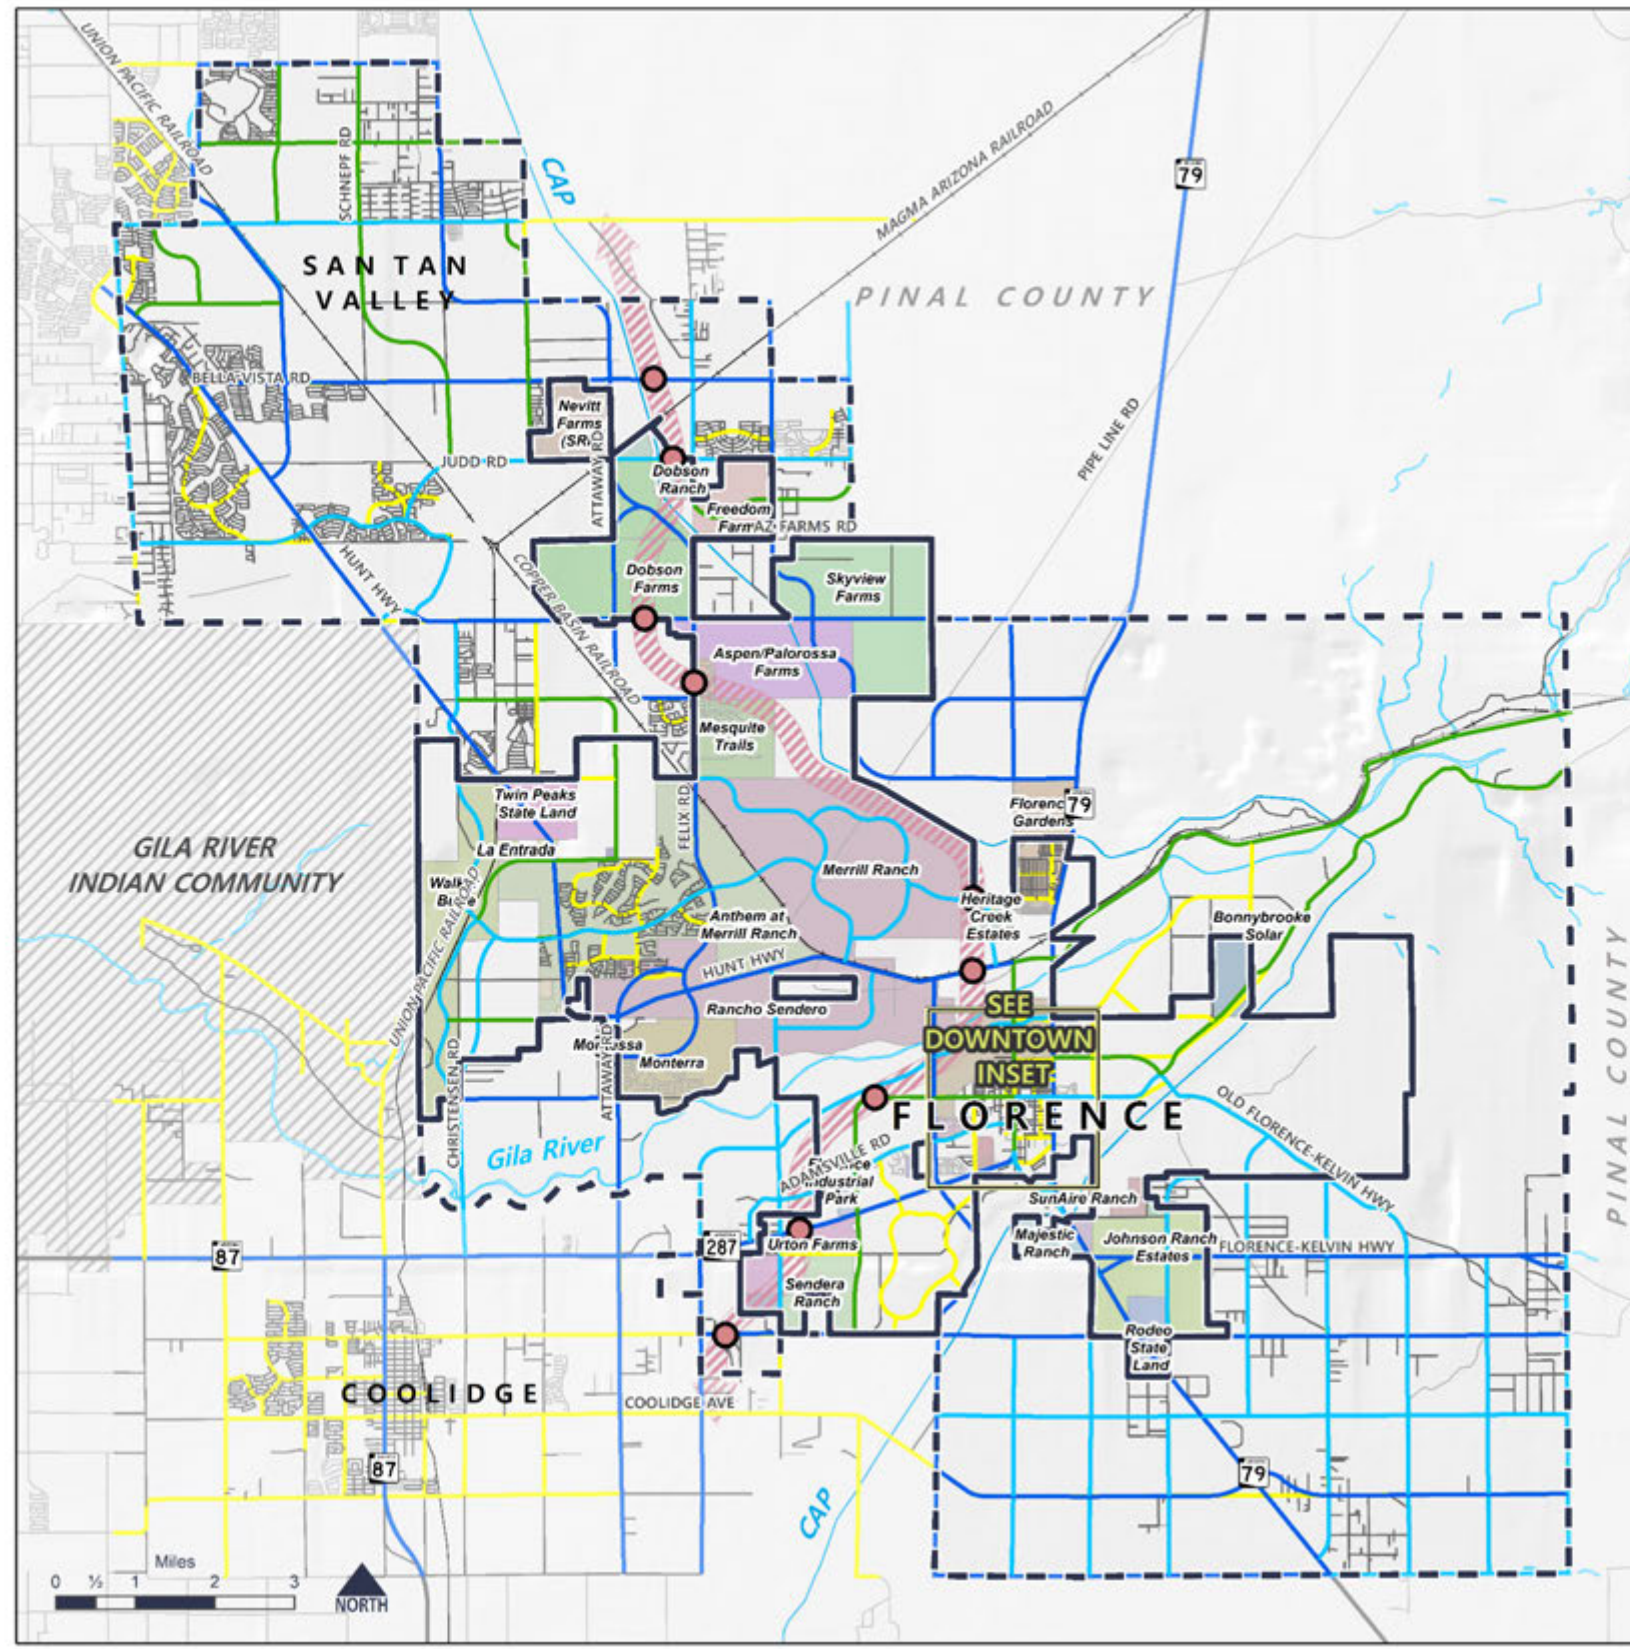 UNION PACIFIC RAILROAD
SCHNEPF RD
CAP
MAGMA ARIZONA RAILROAD
79
SAN TAN
VALLEY
PINAL COUNTY
BELLA VISTA RD
Nevitt
Farms
PIPE LINE RD
JUDD RD
ATTAWAY RD
Dobson
Ranch
Freedom
AZ FARMS RD
HUNT HWY
COPPER BASIN RAILROAD
Dobson
Farms
Skyview
Farms
Aspen/Palorossa
Farms
Mesquite
Trails
Twin Peaks
State Land
FELIX RD
79
Gardens
GILA RIVER
INDIAN COMMUNITY
La Entrada
Merrill Ranch
UNION PACIFIC RAILROAD
Heritage
Creek
Estates
Anthem at
Merrill Ranch
Bonnybrooke
Solar
HUNT HWY
Rancho Sendero
SEE
DOWNTOWN
INSET
PINAL COUNTY
Monterra
ATTAWAY RD
CHRISTENSEN RD
FLORENCE
OLD FLORENCE-KELVIN HWY
Gila River
ADAMSVILLE RD
Industrial
Park
SunAire Ranch
87
287
Urton Farms
Majestic
Ranch
Johnson Ranch
Estates
FLORENCE-KELVIN HWY
Sendera
Ranch
Rodeo
State
Land
COOLIDGE
COOLIDGE AVE
87
79
CAP
Miles
0 ½ 1 2 3
NORTH